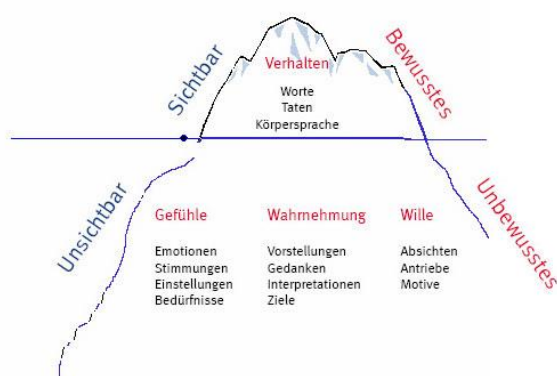 Sichtbar
Bewusstes
Verhalten
Worte
Taten
Körpersprache
Unsichtbar
Unbewusstes
Gefühle
Emotionen
Stimmungen
Einstellungen
Bedürfnisse
Wahrnehmung
Vorstellungen
Gedanken
Interpretationen
Ziele
Wille
Absichten
Antriebe
Motive